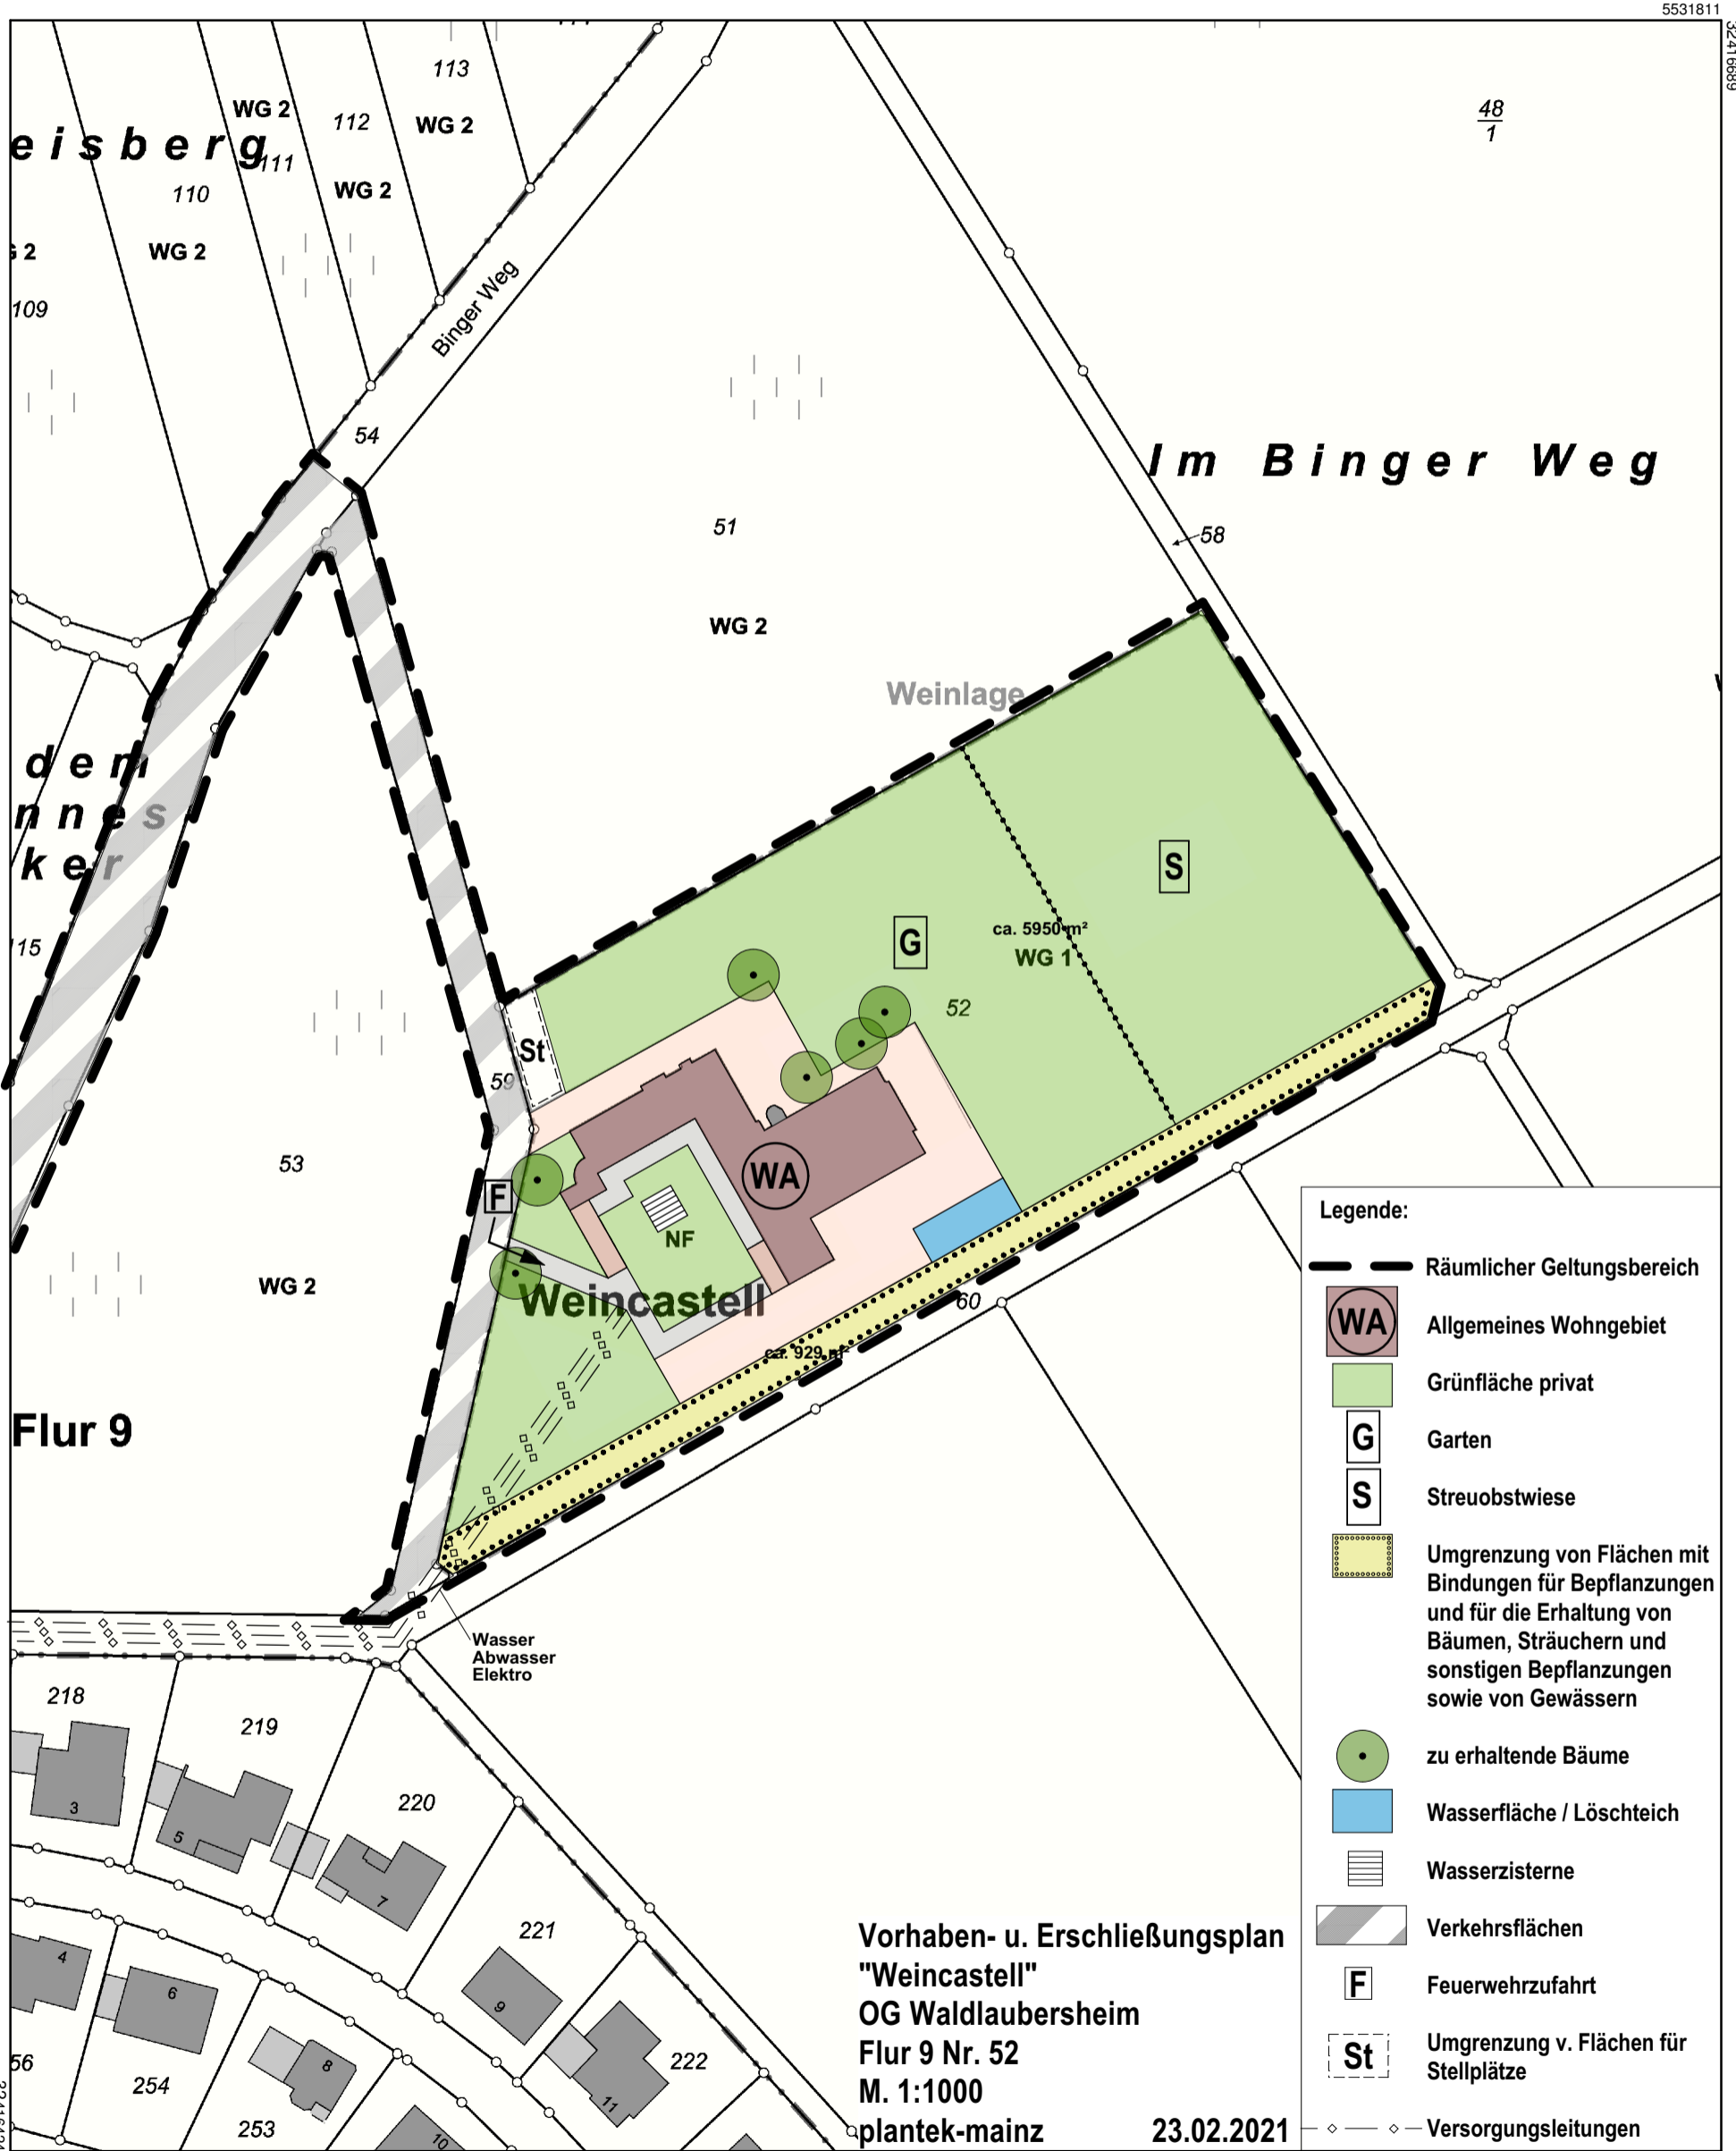 5531811
32416689
113
WG 2
112
WG 2
48
1
eisberg
111
110
WG 2
WG 2
109
Binger Weg
54
Im Binger Weg
51
58
WG 2
Weinlage
dem
nnes
ker
S
G
ca. 5950 m²
WG 1
115
52
St
59
53
WA
F
NF
WG 2
Weincastell
60
ca. 929 m²
Flur 9
Wasser
Abwasser
Elektro
218
219
220
3
5
7
221
4
6
9
8
222
56
254
11
253
10
Legende:
Räumlicher Geltungsbereich
WA Allgemeines Wohngebiet
Grünfläche privat
G Garten
S Streuobstwiese
Umgrenzung von Flächen mit
Bindungen für Bepflanzungen
und für die Erhaltung von
Bäumen, Sträuchern und
sonstigen Bepflanzungen
sowie von Gewässern
zu erhaltende Bäume
Wasserfläche / Löschteich
Wasserzisterne
Verkehrsflächen
F Feuerwehrzufahrt
St Umgrenzung v. Flächen für
Stellplätze
Versorgungsleitungen
Vorhaben- u. Erschließungsplan
"Weincastell"
OG Waldlaubersheim
Flur 9 Nr. 52
M. 1:1000
plantek-mainz 23.02.2021